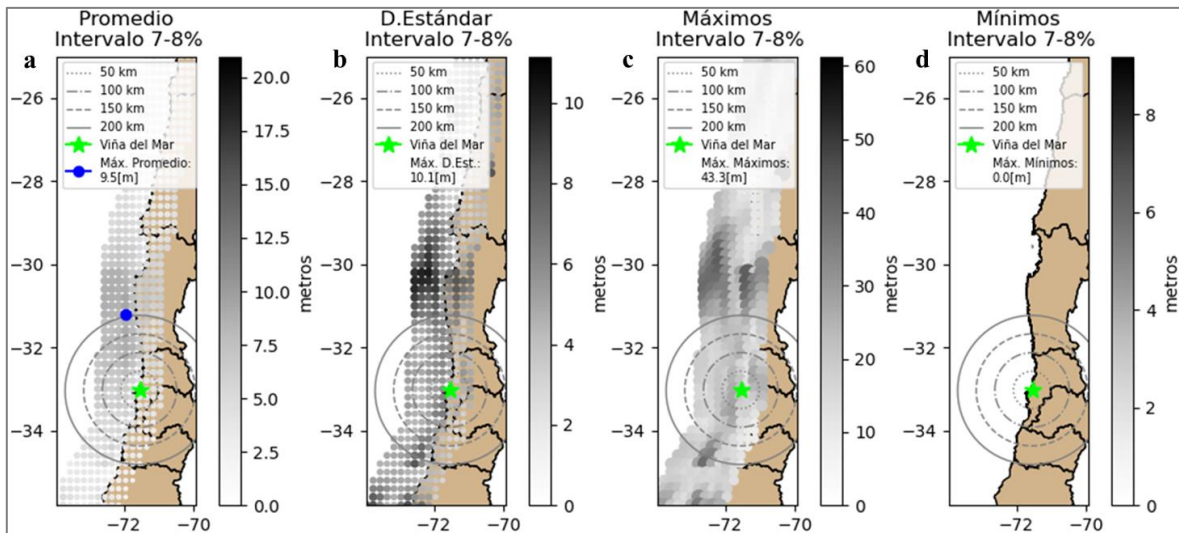 Promedio
Intervalo 7-8%
a
50 km
100 km
150 km
200 km
Viña del Mar
Máx. Promedio:
9.5[m]
−26
−28
−30
−32
−34
−72
−70
20.0
17.5
15.0
12.5
10.0
7.5
5.0
2.5
0.0
metros
D.Estándar
Intervalo 7-8%
b
50 km
100 km
150 km
200 km
Viña del Mar
Máx. D.Est.:
10.1[m]
−26
−28
−30
−32
−34
−72
−70
10
8
6
4
2
0
metros
Máximos
Intervalo 7-8%
c
50 km
100 km
150 km
200 km
Viña del Mar
Máx. Máximos:
43.3[m]
−26
−28
−30
−32
−34
−72
−70
60
50
40
30
20
10
0
metros
Mínimos
Intervalo 7-8%
d
50 km
100 km
150 km
200 km
Viña del Mar
Máx. Mínimos:
0.0[m]
−26
−28
−30
−32
−34
−72
−70
8
6
4
2
0
metros